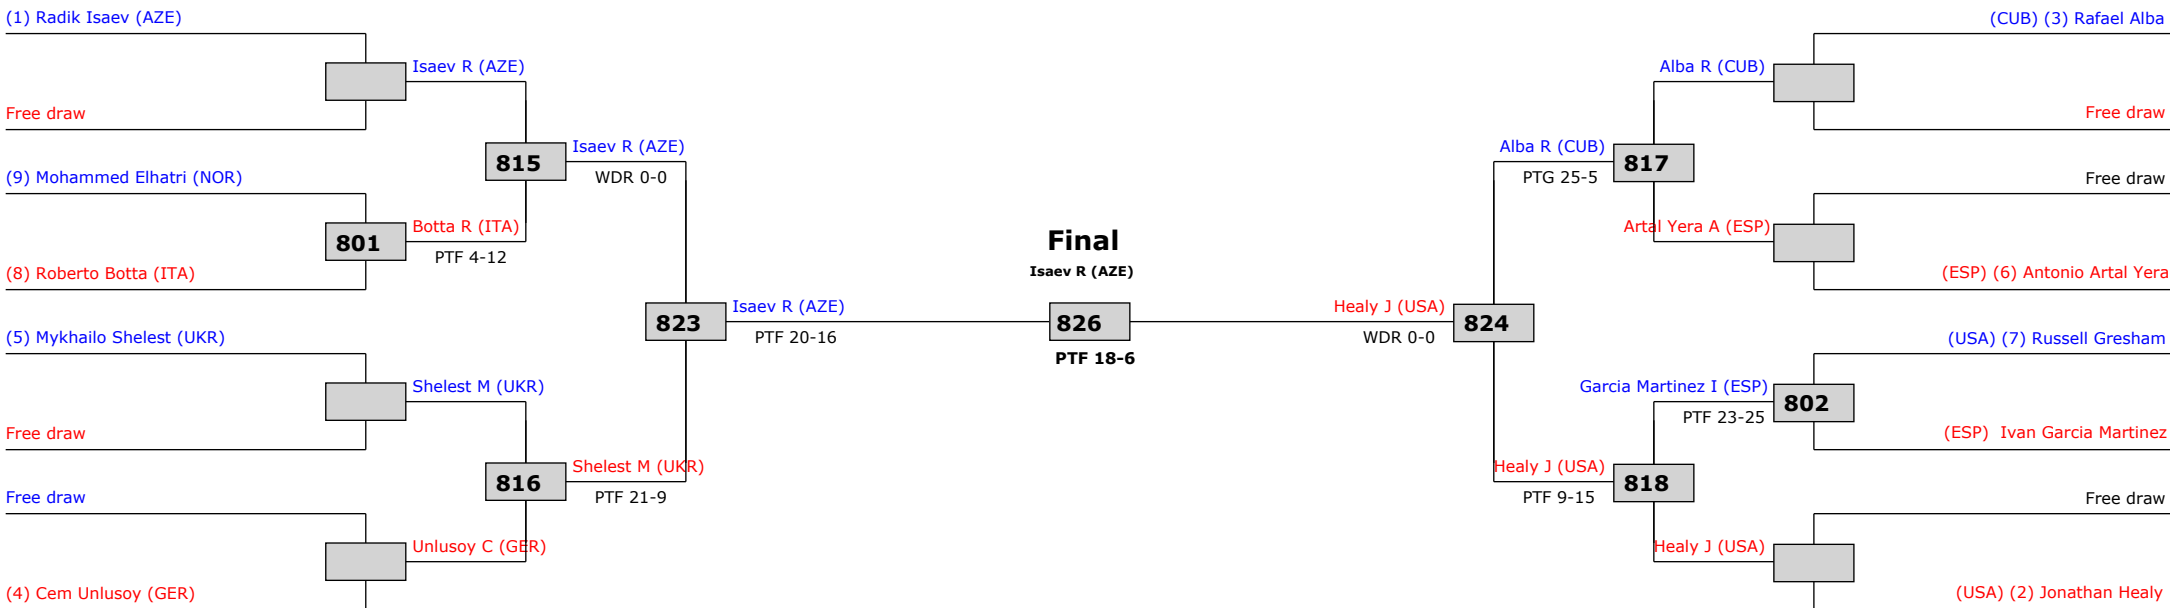 (1) Radik Isaev (AZE)
Isaev R (AZE)
Free draw
815
Isaev R (AZE)
WDR 0-0
(9) Mohammed Elhatri (NOR)
801
Botta R (ITA)
PTF 4-12
(8) Roberto Botta (ITA)
823
Isaev R (AZE)
PTF 20-16
(5) Mykhailo Shelest (UKR)
Shelest M (UKR)
Free draw
816
Shelest M (UKR)
PTF 21-9
Free draw
Unlusoy C (GER)
(4) Cem Unlusoy (GER)
Final
Isaev R (AZE)
826
PTF 18-6
(CUB) (3) Rafael Alba
Alba R (CUB)
Free draw
Alba R (CUB)
817
PTG 25-5
Free draw
Artal Yera A (ESP)
(ESP) (6) Antonio Artal Yera
Healy J (USA)
824
WDR 0-0
(USA) (7) Russell Gresham
Garcia Martinez I (ESP)
802
PTF 23-25
(ESP)  Ivan Garcia Martinez
Healy J (USA)
818
PTF 9-15
Free draw
Healy J (USA)
(USA) (2) Jonathan Healy